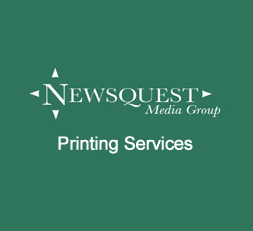 NEWSQUEST
Media Group
Printing Services